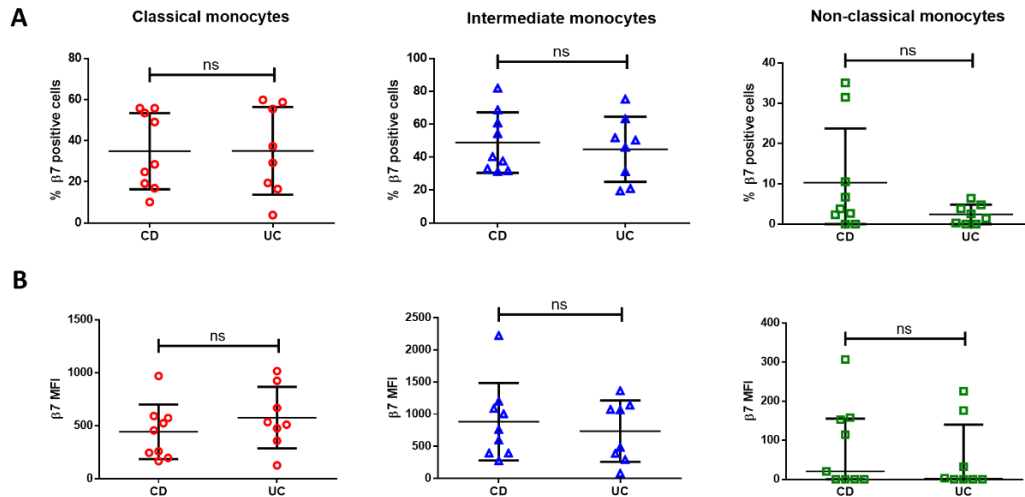 A
Classical monocytes
Intermediate monocytes
Non-classical monocytes
% β7 positive cells
80
60
40
20
0
ns
CD
UC
% β7 positive cells
100
80
60
40
20
0
ns
CD
UC
% β7 positive cells
40
30
20
10
0
ns
CD
UC
B
β7 MFI
1500
1000
500
0
ns
CD
UC
β7 MFI
2500
2000
1500
1000
500
0
ns
CD
UC
β7 MFI
400
300
200
100
0
ns
CD
UC